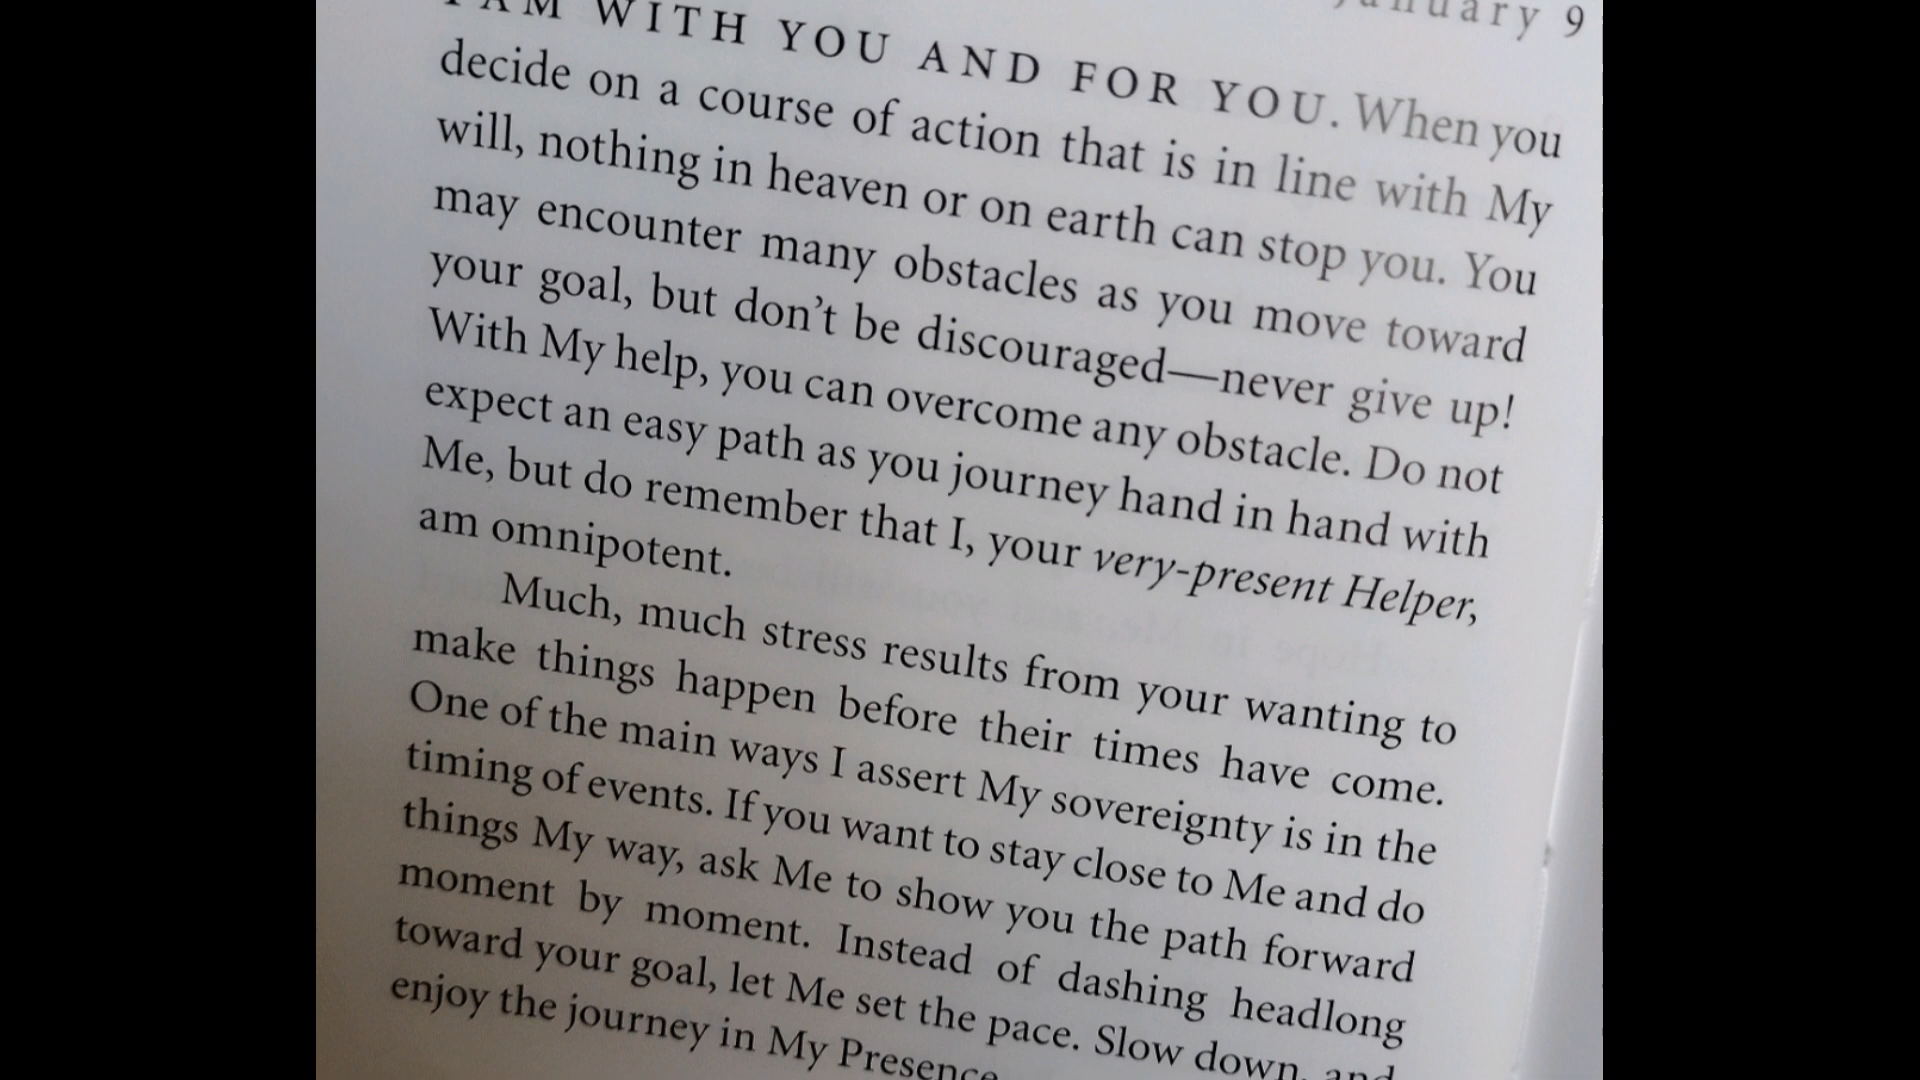 January 9
I AM WITH YOU AND FOR YOU. When you
decide on a course of action that is in line with My
will, nothing in heaven or on earth can stop you. You
may encounter many obstacles as you move toward
your goal, but don't be discouraged—never give up!
With My help, you can overcome any obstacle. Do not
expect an easy path as you journey hand in hand with
Me, but do remember that I, your very-present Helper,
am omnipotent.
Much, much stress results from your wanting to
make things happen before their times have come.
One of the main ways I assert My sovereignty is in the
timing of events. If you want to stay close to Me and do
things My way, ask Me to show you the path forward
moment by moment. Instead of dashing headlong
toward your goal, let Me set the pace. Slow down, and
enjoy the journey in My Presence